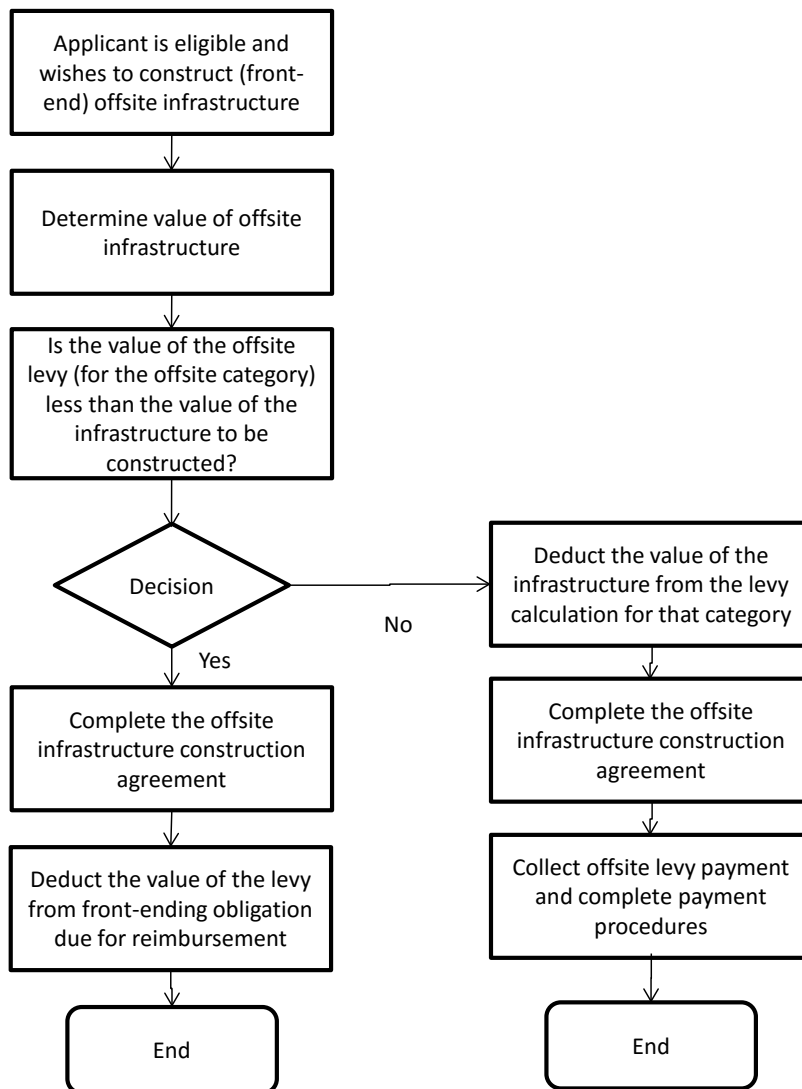 Applicant is eligible and
wishes to construct (front-
end) offsite infrastructure
Determine value of offsite
infrastructure
Is the value of the offsite
levy (for the offsite category)
less than the value of the
infrastructure to be
constructed?
Decision
No
Yes
Complete the offsite
infrastructure construction
agreement
Deduct the value of the levy
from front-ending obligation
due for reimbursement
End
Deduct the value of the
infrastructure from the levy
calculation for that category
Complete the offsite
infrastructure construction
agreement
Collect offsite levy payment
and complete payment
procedures
End